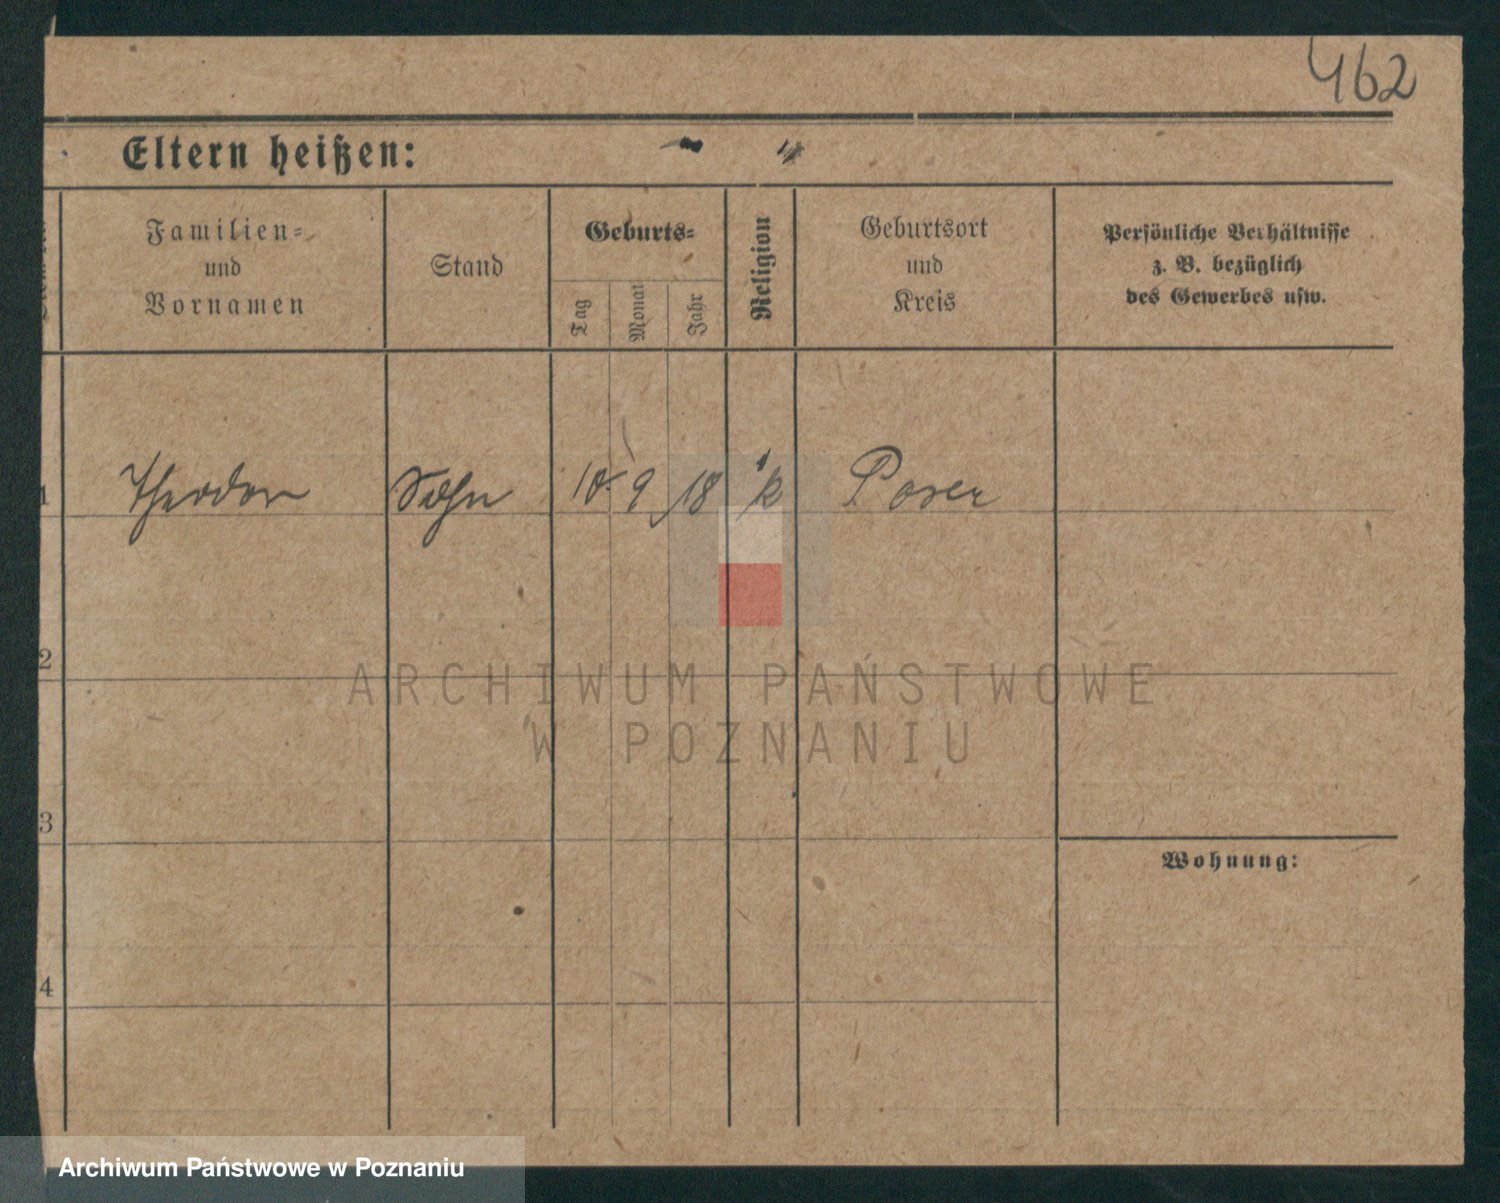 462
Eltern heißen:
Familien-
und
Vornamen
Stand
Geburts-
Tag
Monat
Jahr
Religion
Geburtsort
und
Kreis
Persönliche Verhältnisse
z. B. bezüglich
des Gewerbes usw.
1 Theodor Sohn 10. 9 18 k Posen
2
3
Wohnung:
4
ARCHIWUM PAŃSTWOWE
W POZNANIU
Archiwum Państwowe w Poznaniu